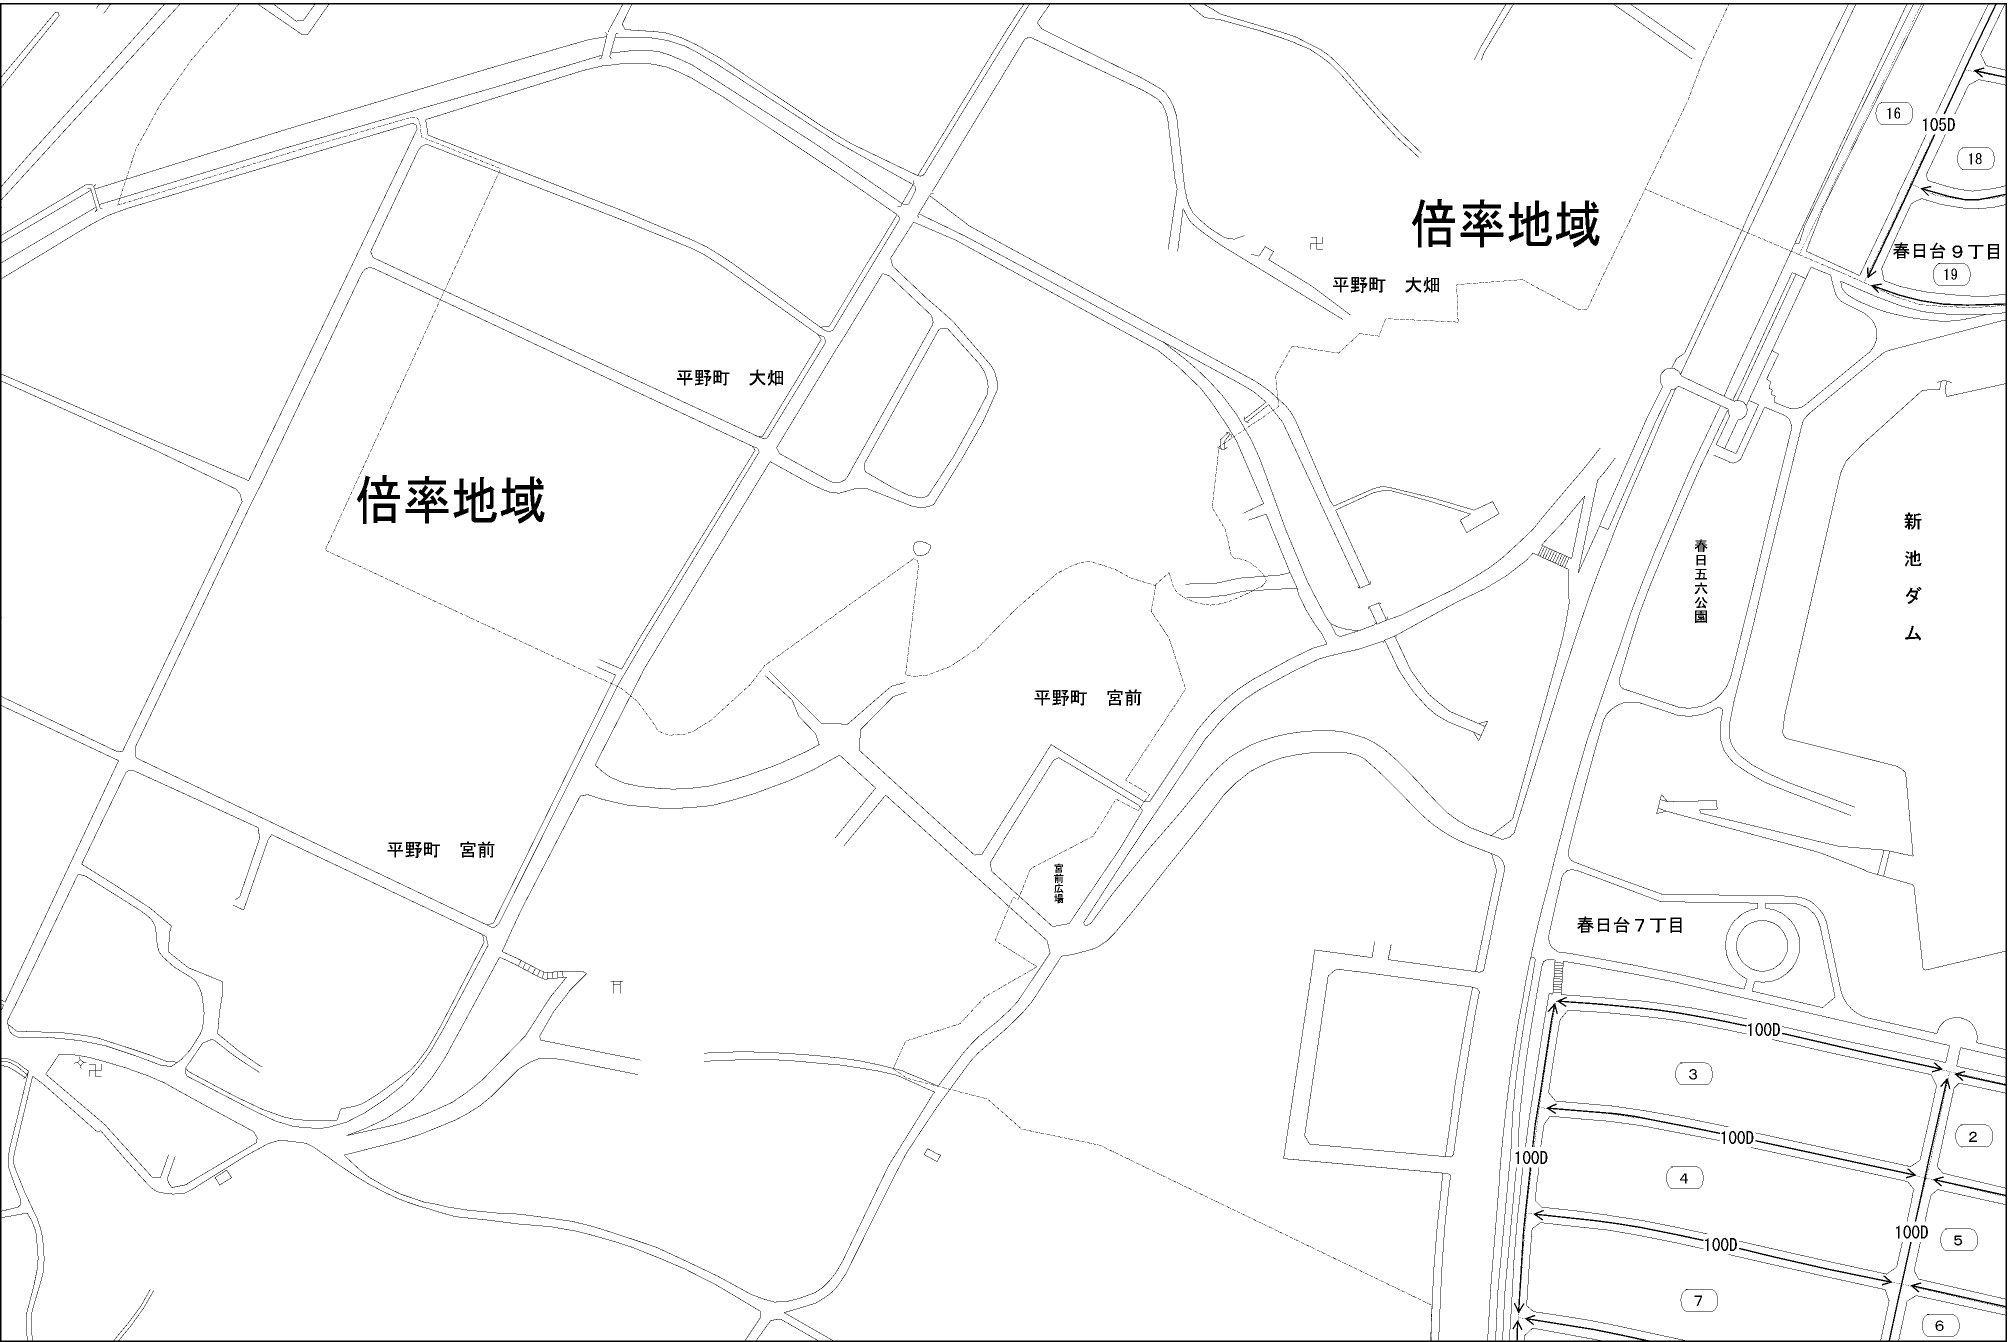 16
105D
18
倍率地域
春日台９丁目
19
平野町　大畑
平野町　大畑
倍率地域
新池ダム
春日五六公園
平野町　宮前
平野町　宮前
宮前広場
春日台７丁目
100D
3
100D
2
100D
4
100D
5
100D
7
6